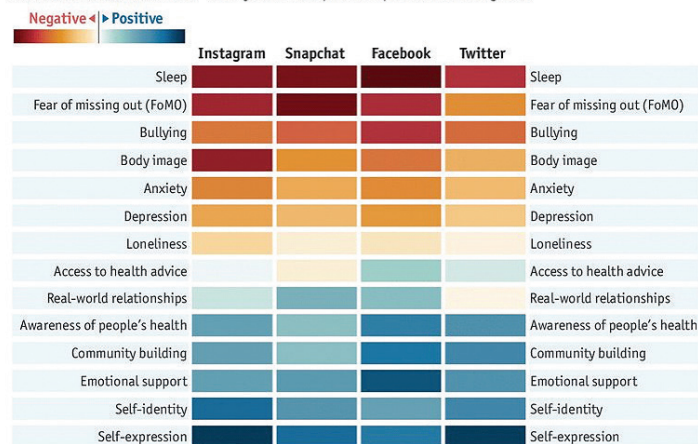 Negative Positive
Instagram Snapchat Facebook Twitter
Sleep Sleep
Fear of missing out (FoMO) Fear of missing out (FoMO)
Bullying Bullying
Body image Body image
Anxiety Anxiety
Depression Depression
Loneliness Loneliness
Access to health advice Access to health advice
Real-world relationships Real-world relationships
Awareness of people's health Awareness of people's health
Community building Community building
Emotional support Emotional support
Self-identity Self-identity
Self-expression Self-expression